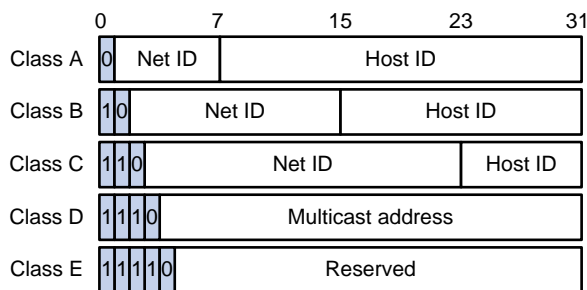 0 7 15 23 31
Class A 0 Net ID Host ID
Class B 1 0 Net ID Host ID
Class C 1 1 0 Net ID Host ID
Class D 1 1 1 0 Multicast address
Class E 1 1 1 1 0 Reserved